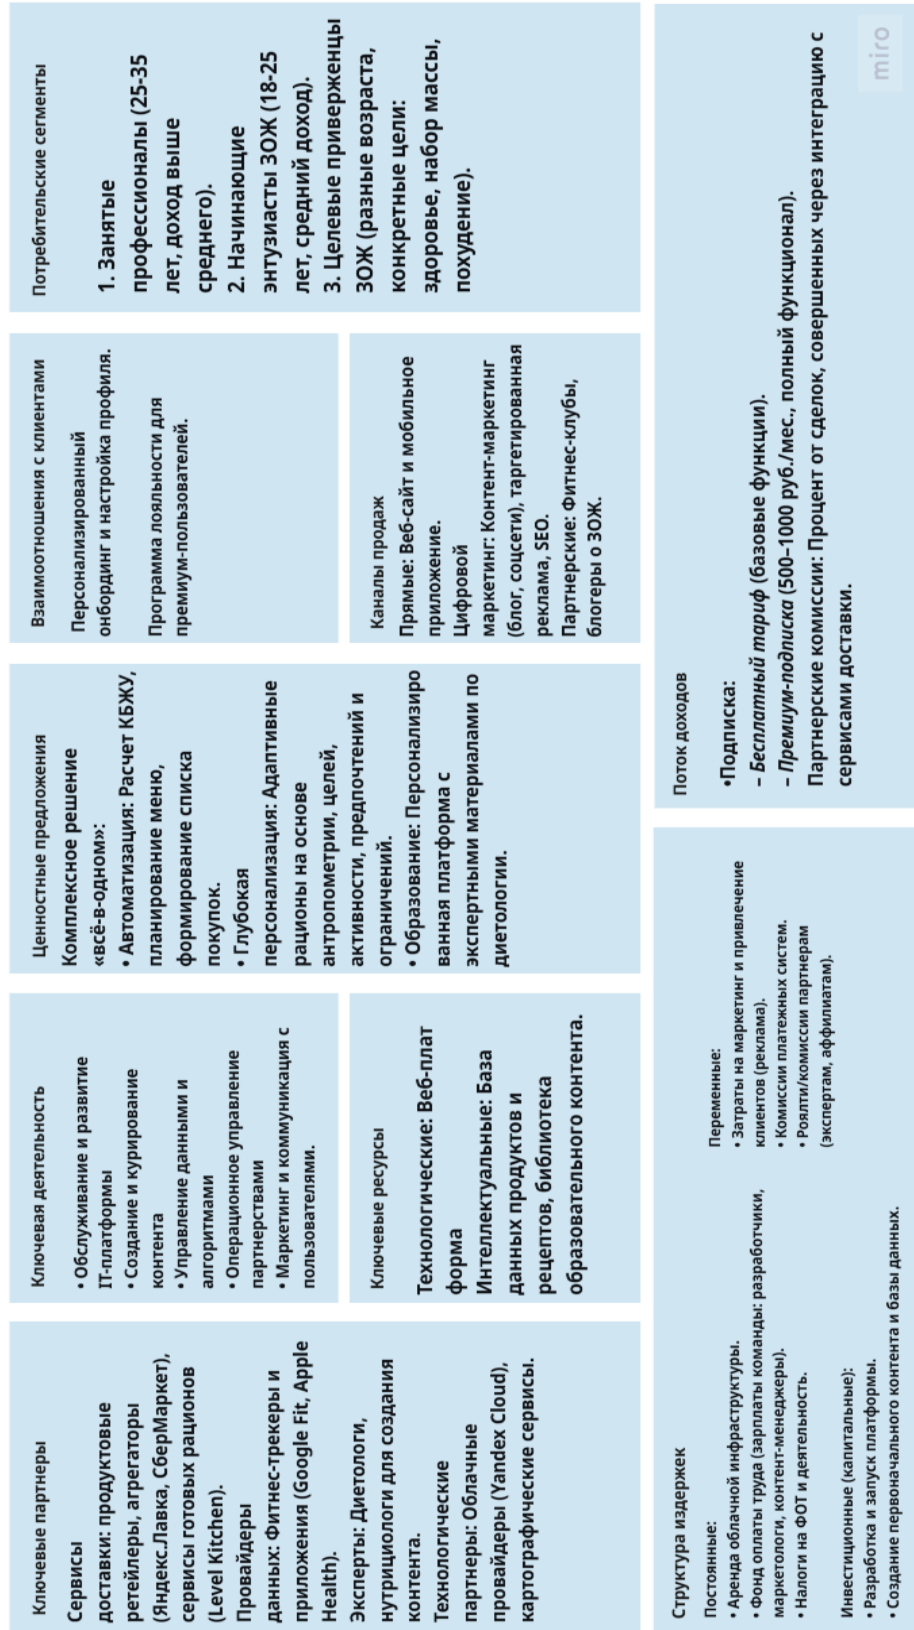 Ключевые партнеры
Сервисы
доставки: продуктовые
ретейлеры, агрегаторы
(Яндекс.Лавка, СберМаркет),
сервисы готовых рационов
(Level Kitchen).
Провайдеры
данных: Фитнес-трекеры и
приложения (Google Fit, Apple
Health).
Эксперты: Диетологи,
нутрициологи для создания
контента.
Технологические
партнеры: Облачные
провайдеры (Yandex Cloud),
картографические сервисы.
Ключевая деятельность
• Обслуживание и развитие
IT-платформы
• Создание и курирование
контента
• Управление данными и
алгоритмами
• Операционное управление
партнерствами
• Маркетинг и коммуникация с
пользователями.
Ключевые ресурсы
Технологические: Веб-плат
форма
Интеллектуальные: База
данных продуктов и
рецептов, библиотека
образовательного контента.
Ценностные предложения
Комплексное решение
«всё-в-одном»:
• Автоматизация: Расчет КБЖУ,
планирование меню,
формирование списка
покупок.
• Глубокая
персонализация: Адаптивные
рационы на основе
антропометрии, целей,
активности, предпочтений и
ограничений.
• Образование: Персонализиро
ванная платформа с
экспертными материалами по
диетологии.
Взаимоотношения с клиентами
Персонализированный
онбординг и настройка профиля.
Программа лояльности для
премиум-пользователей.
Каналы продаж
Прямые: Веб-сайт и мобильное
приложение.
Цифровой
маркетинг: Контент-маркетинг
(блог, соцсети), таргетированная
реклама, SEO.
Партнерские: Фитнес-клубы,
блогеры о ЗОЖ.
Потребительские сегменты
1. Занятые
профессионалы (25-35
лет, доход выше
среднего).
2. Начинающие
энтузиасты ЗОЖ (18-25
лет, средний доход).
3. Целевые приверженцы
ЗОЖ (разные возраста,
конкретные цели:
здоровье, набор массы,
похудение).
Структура издержек
Постоянные:
• Аренда облачной инфраструктуры.
• Фонд оплаты труда (зарплаты команды: разработчики,
маркетологи, контент-менеджеры).
• Налоги на ФОТ и деятельность.
Инвестиционные (капитальные):
• Разработка и запуск платформы.
• Создание первоначального контента и базы данных.
Переменные:
• Затраты на маркетинг и привлечение
клиентов (реклама).
• Комиссии платежных систем.
• Роялти/комиссии партнерам
(экспертам, аффилиатам).
Поток доходов
•Подписка:
– Бесплатный тариф (базовые функции).
– Премиум-подписка (500–1000 руб./мес., полный функционал).
Партнерские комиссии: Процент от сделок, совершенных через интеграцию с
сервисами доставки.
miro